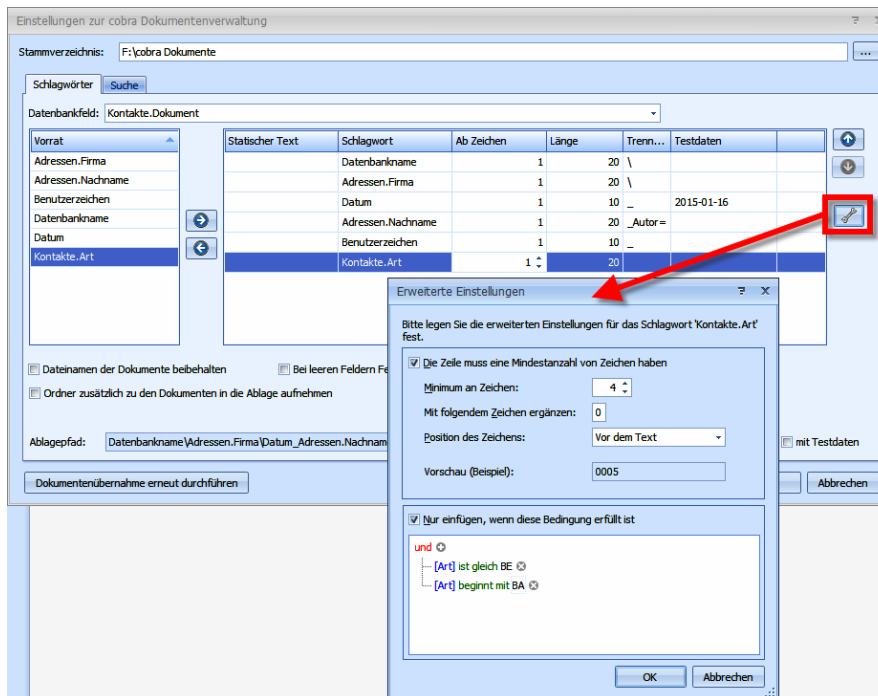 Einstellungen zur cobra Dokumentenverwaltung
Stammverzeichnis: F:\cobra Dokumente ...
Schlagwörter Suche
Datenbankfeld: Kontakte.Dokument
Vorrat Statischer Text Schlagwort Ab Zeichen Länge Trenn... Testdaten
Adressen.Firma Datenbankname 1 20 \
Adressen.Nachname Adressen.Firma 1 20 \
Benutzerzeichen Datum 1 10 _ 2015-01-16
Datenbankname Adressen.Nachname 1 20 _Autor=
Datum Benutzerzeichen 1 10 _
Kontakte.Art Kontakte.Art 1 20
Erweiterte Einstellungen
Bitte legen Sie die erweiterten Einstellungen für das Schlagwort 'Kontakte.Art'
fest.
Dateinamen der Dokumente beibehalten Bei leeren Feldern Fe
Die Zeile muss eine Mindestanzahl von Zeichen haben
Ordner zusätzlich zu den Dokumenten in die Ablage aufnehmen
Minimum an Zeichen: 4
Mit folgendem Zeichen ergänzen: 0
Position des Zeichens: Vor dem Text
Ablagepfad: Datenbankname\Adressen.Firma\Datum_Adressen.Nachnam mit Testdaten
Vorschau (Beispiel): 0005
Dokumentenübernahme erneut durchführen Abbrechen
Nur einfügen, wenn diese Bedingung erfüllt ist
und
[Art] ist gleich BE
[Art] beginnt mit BA
OK Abbrechen